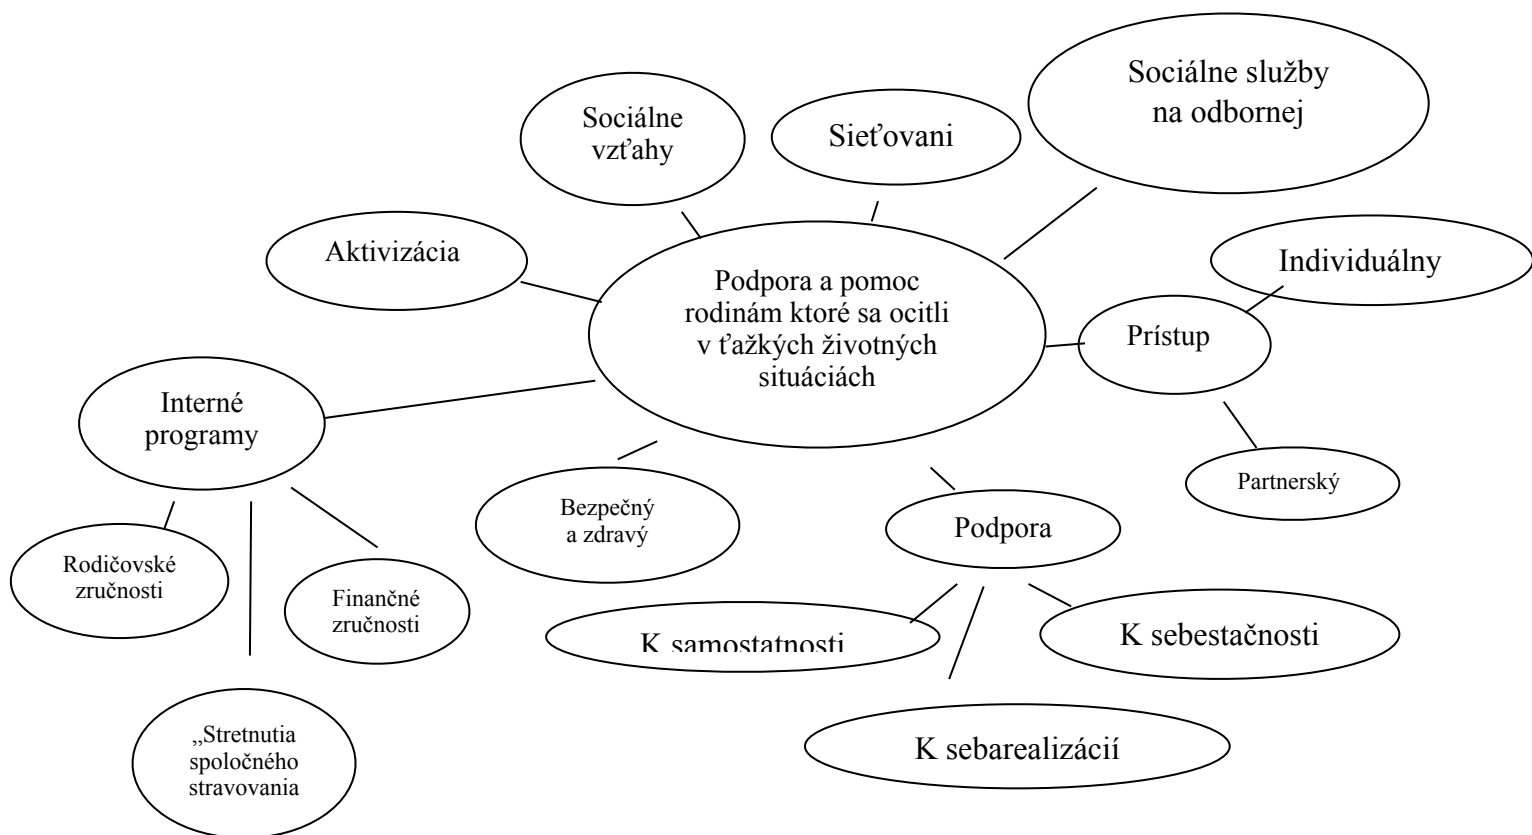 Sociálne služby
na odbornej
Sociálne
vzťahy
Sieťovani
Aktivizácia
Individuálny
Podpora a pomoc
rodinám ktoré sa ocitli
v ťažkých životných
situáciách
Prístup
Interné
programy
Partnerský
Bezpečný
a zdravý
Podpora
Rodičovské
zručnosti
Finančné
zručnosti
K samostatnosti
K sebestačnosti
K sebarealizácií
„Stretnutia
spoločného
stravovania